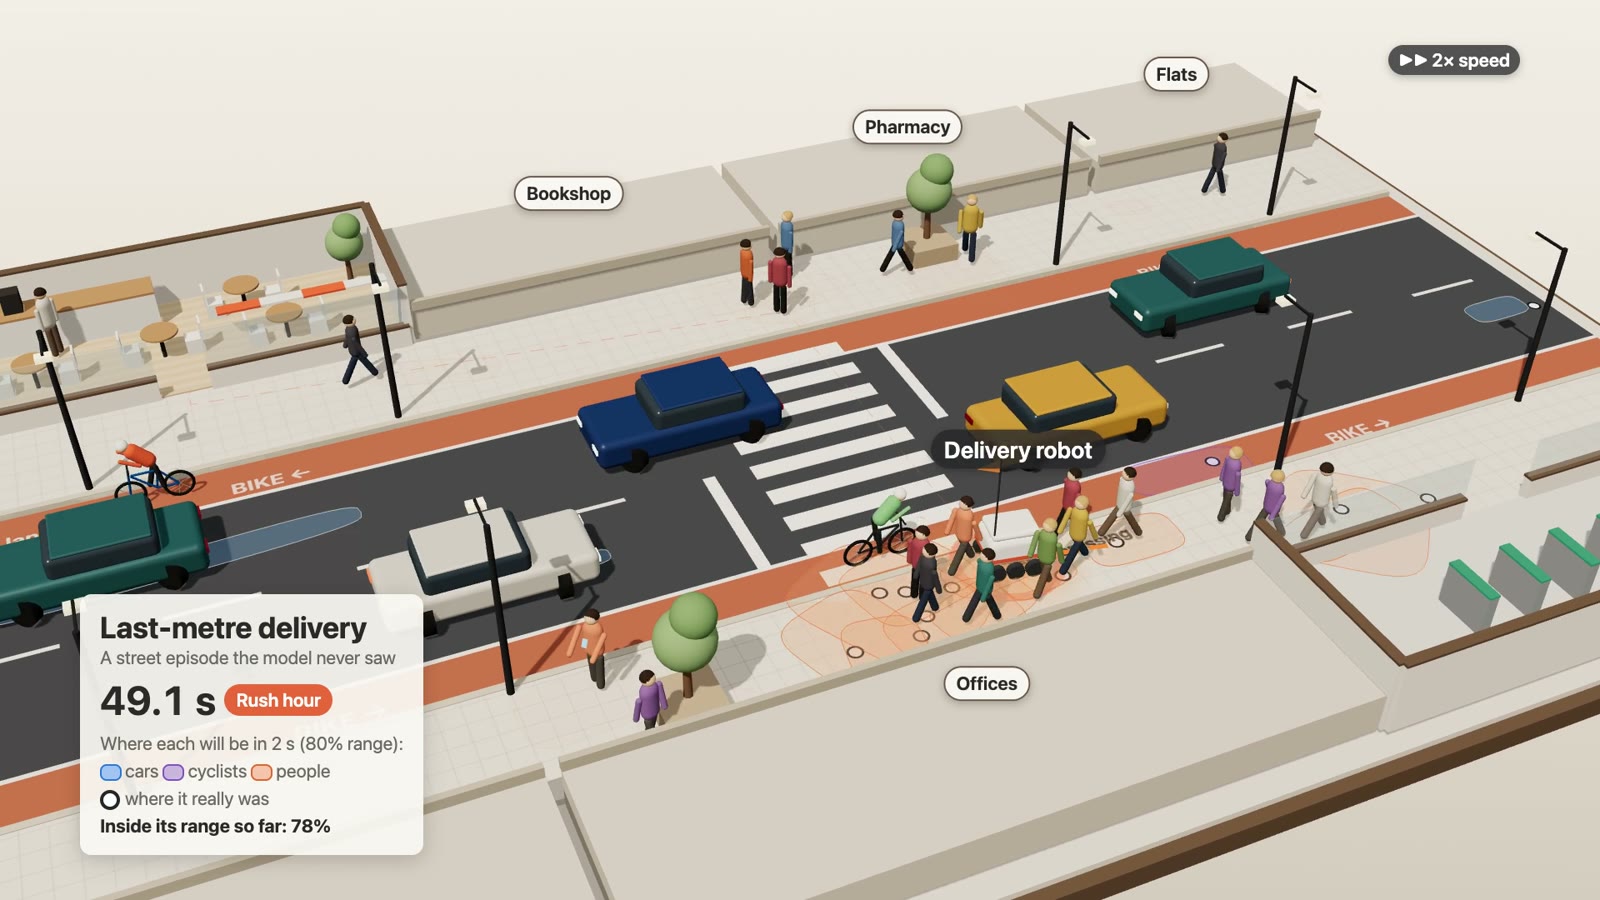 ▶▶ 2× speed
Flats
Pharmacy
Bookshop
Delivery robot
BIKE ←
BIKE →
Offices
Last-metre delivery
A street episode the model never saw
49.1 s Rush hour
Where each will be in 2 s (80% range):
cars cyclists people
where it really was
Inside its range so far: 78%